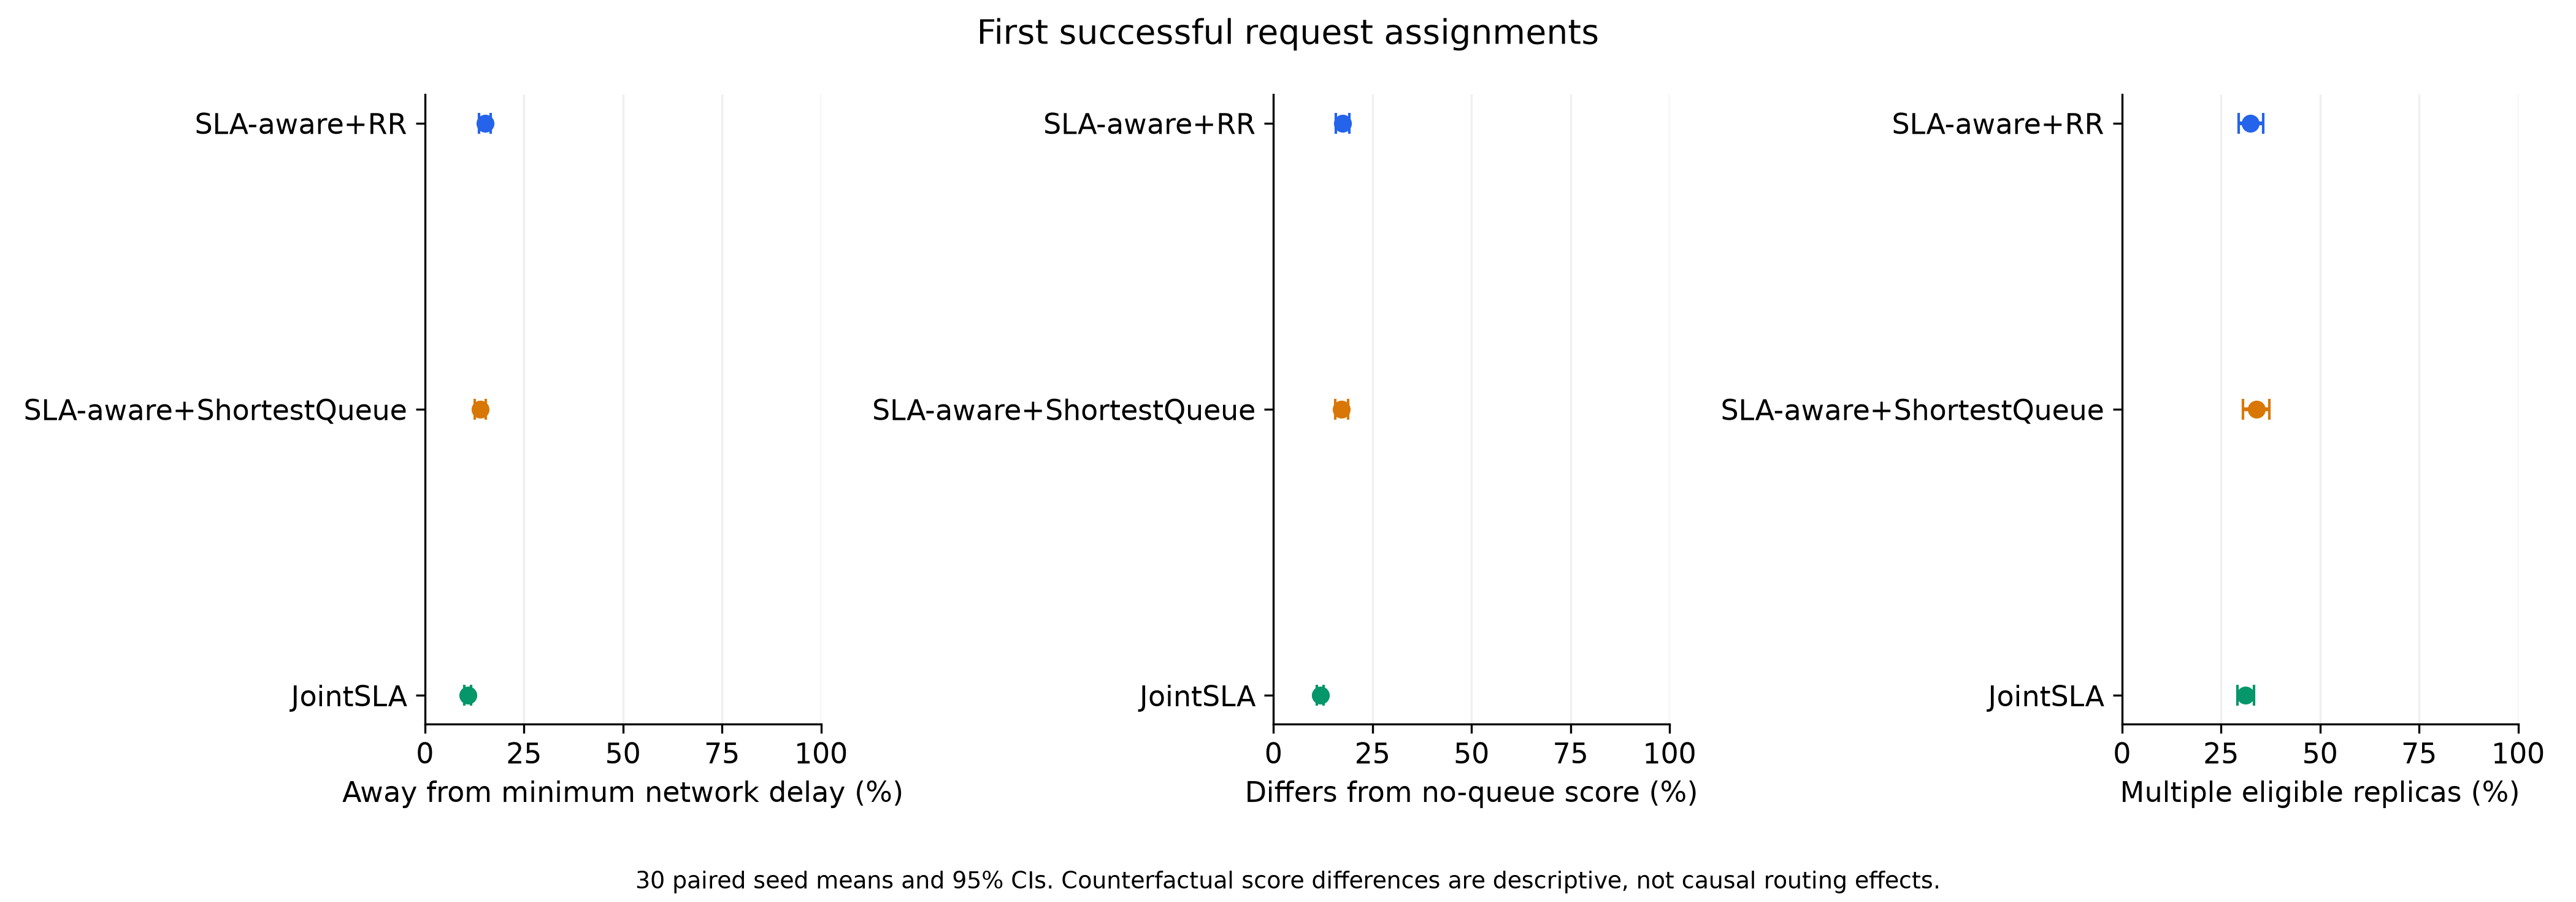 First successful request assignments
SLA-aware+RR
SLA-aware+ShortestQueue
JointSLA
0 25 50 75 100
Away from minimum network delay (%)
SLA-aware+RR
SLA-aware+ShortestQueue
JointSLA
0 25 50 75 100
Differs from no-queue score (%)
SLA-aware+RR
SLA-aware+ShortestQueue
JointSLA
0 25 50 75 100
Multiple eligible replicas (%)
30 paired seed means and 95% CIs. Counterfactual score differences are descriptive, not causal routing effects.